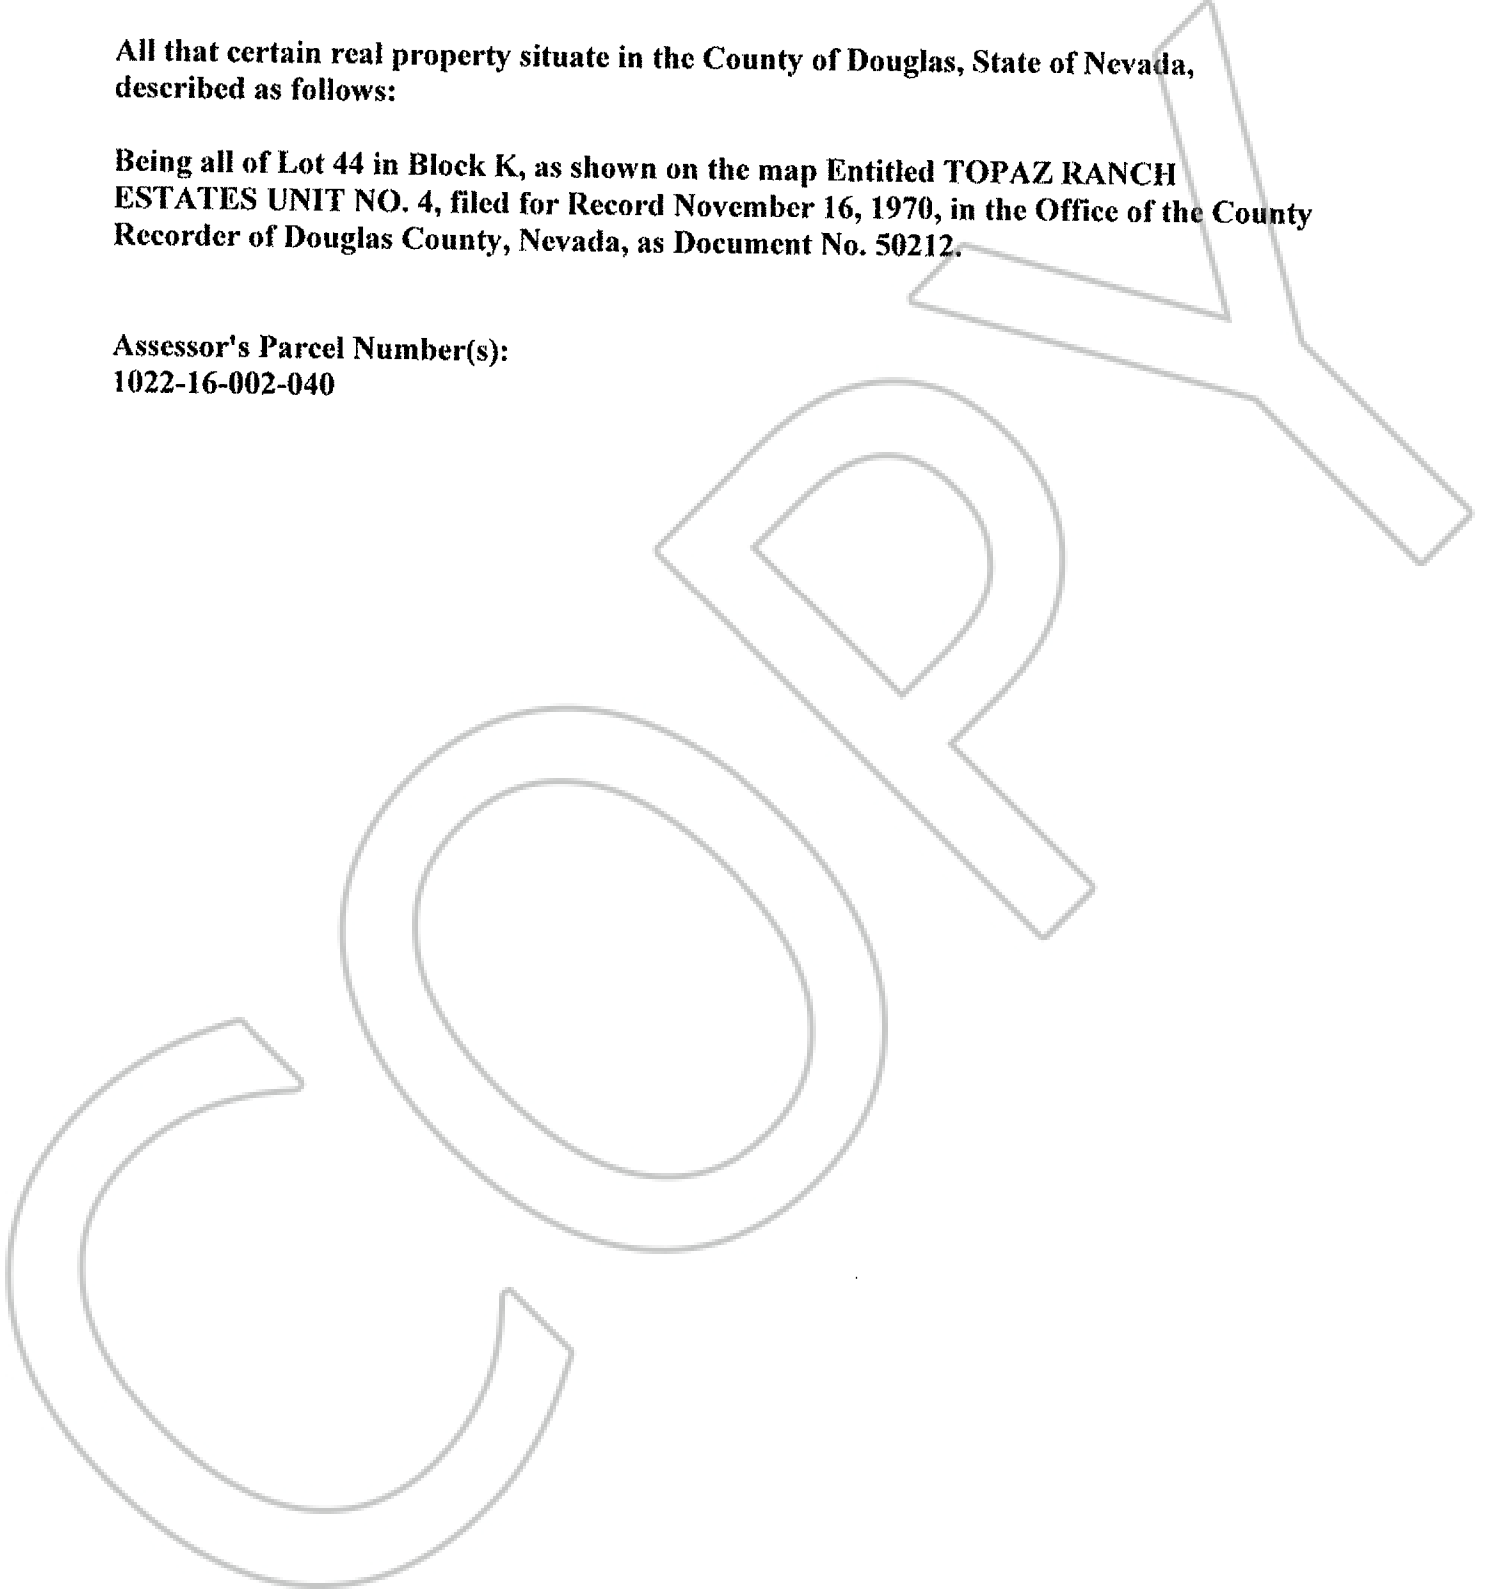 All that certain real property situate in the County of Douglas, State of Nevada,
described as follows:
Being all of Lot 44 in Block K, as shown on the map Entitled TOPAZ RANCH
ESTATES UNIT NO. 4, filed for Record November 16, 1970, in the Office of the County
Recorder of Douglas County, Nevada, as Document No. 50212.
Assessor's Parcel Number(s):
1022-16-002-040
COPY